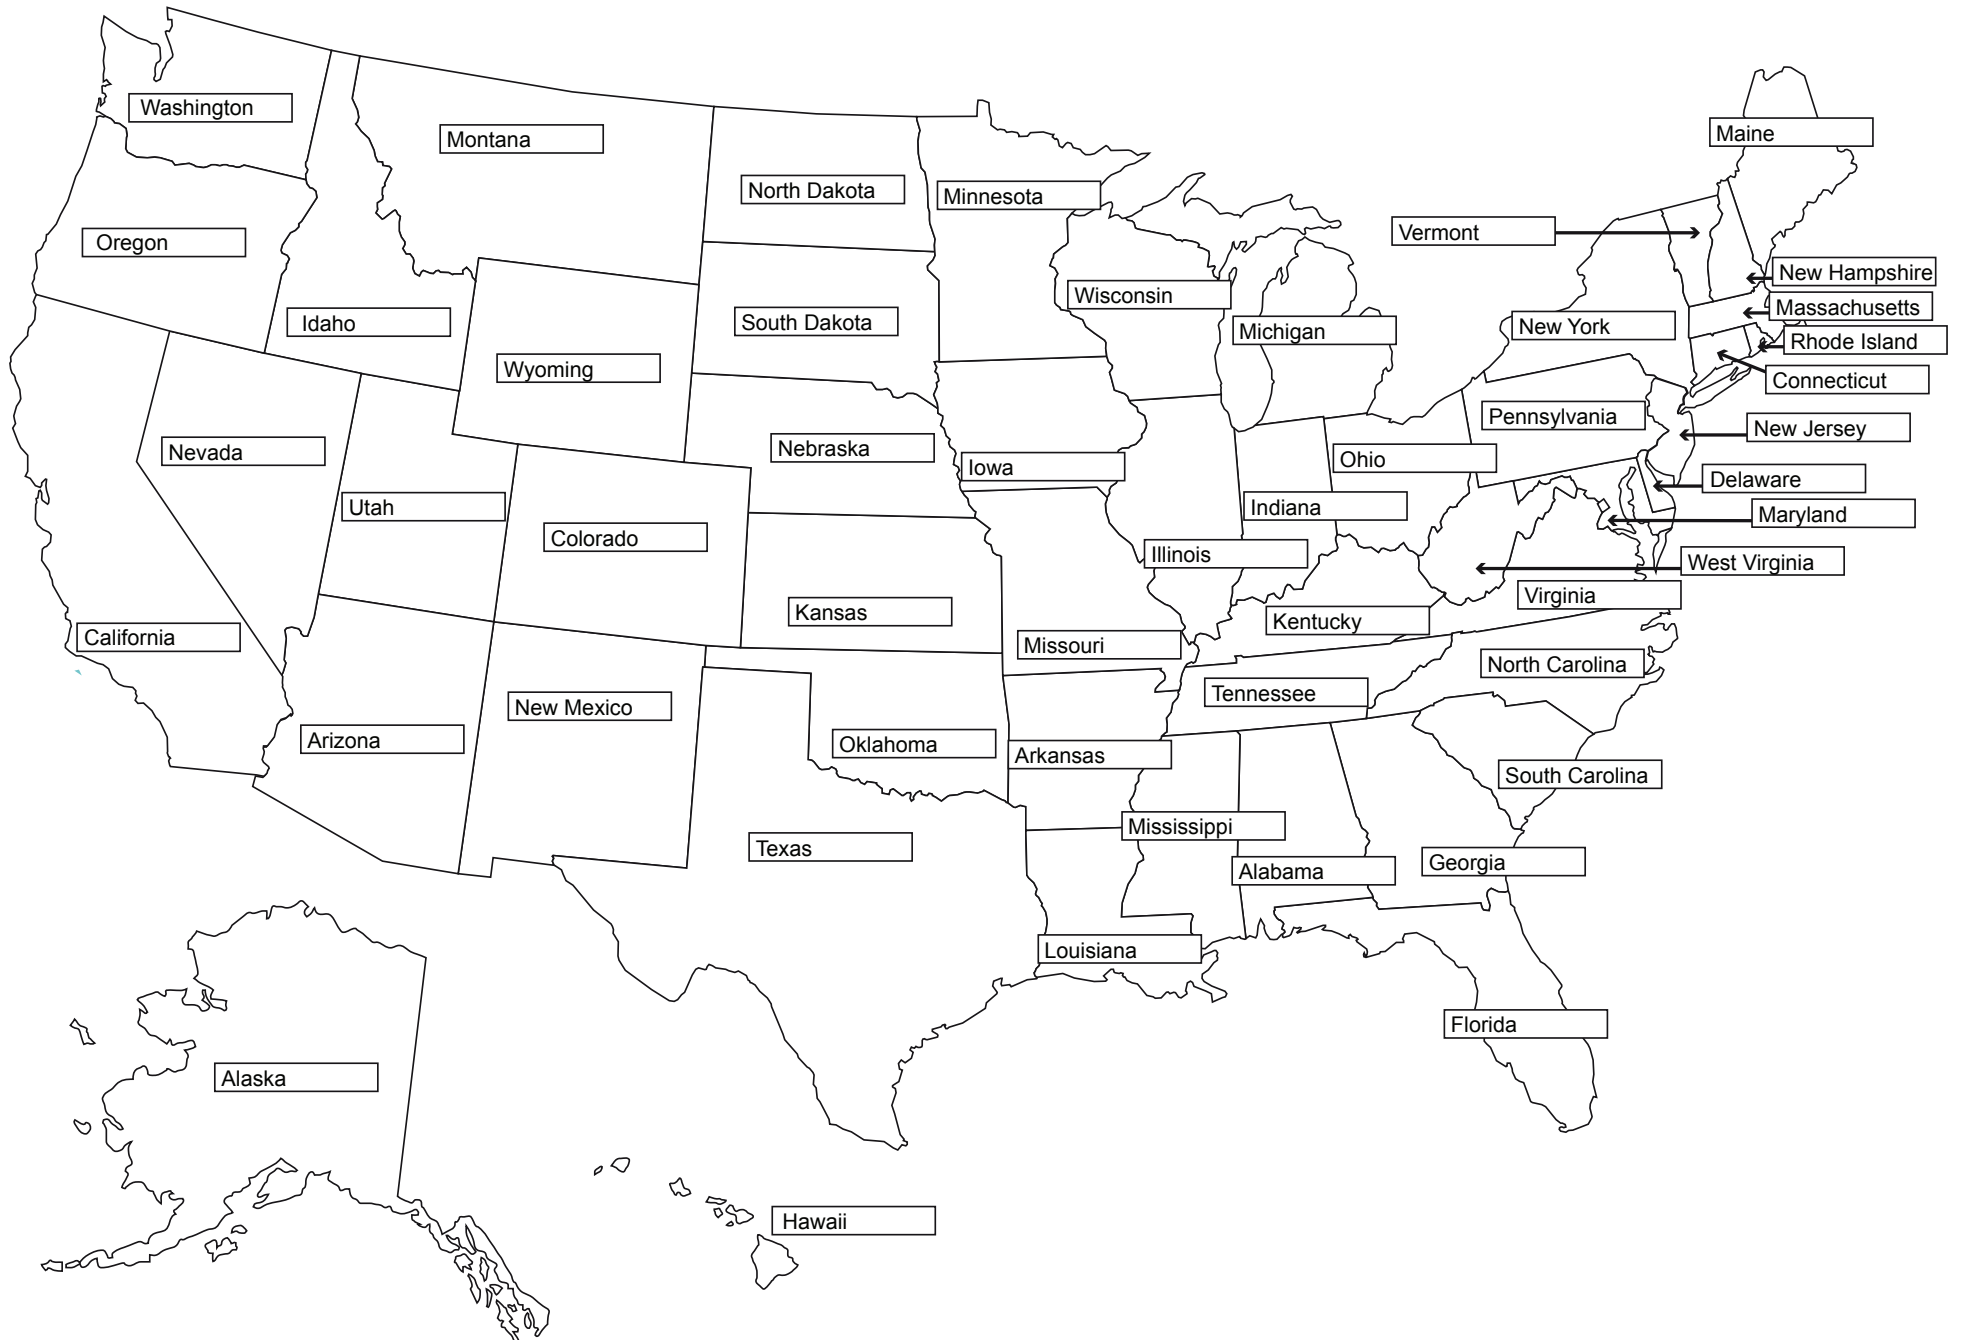 Washington
Montana
Maine
North Dakota
Minnesota
Vermont
Oregon
New Hampshire
Wisconsin
Massachusetts
Idaho
South Dakota
Michigan
New York
Rhode Island
Wyoming
Connecticut
Pennsylvania
New Jersey
Nevada
Nebraska
Iowa
Ohio
Delaware
Utah
Indiana
Maryland
Colorado
Illinois
West Virginia
Virginia
Kansas
Kentucky
California
Missouri
North Carolina
Tennessee
New Mexico
Arizona
Oklahoma
Arkansas
South Carolina
Mississippi
Texas
Alabama
Georgia
Louisiana
Florida
Alaska
Hawaii